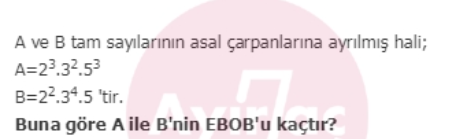 A ve B tam sayılarının asal çarpanlarına ayrılmış hali;
A=2³.3².5³
B=2².3⁴.5 'tir.
Buna göre A ile B'nin EBOB'u kaçtır?